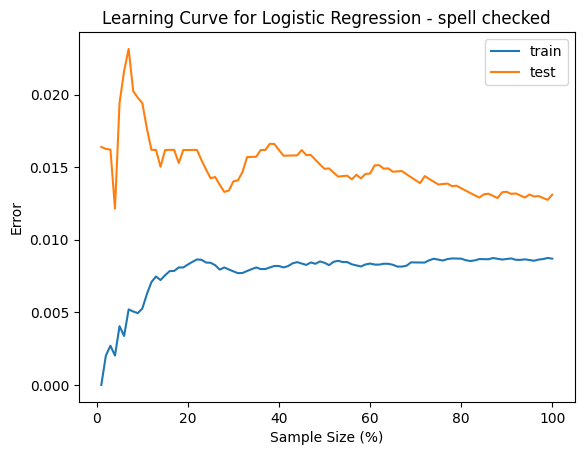 Learning Curve for Logistic Regression - spell checked
train
test
0.020
0.015
0.010
0.005
0.000
Error
0 20 40 60 80 100
Sample Size (%)